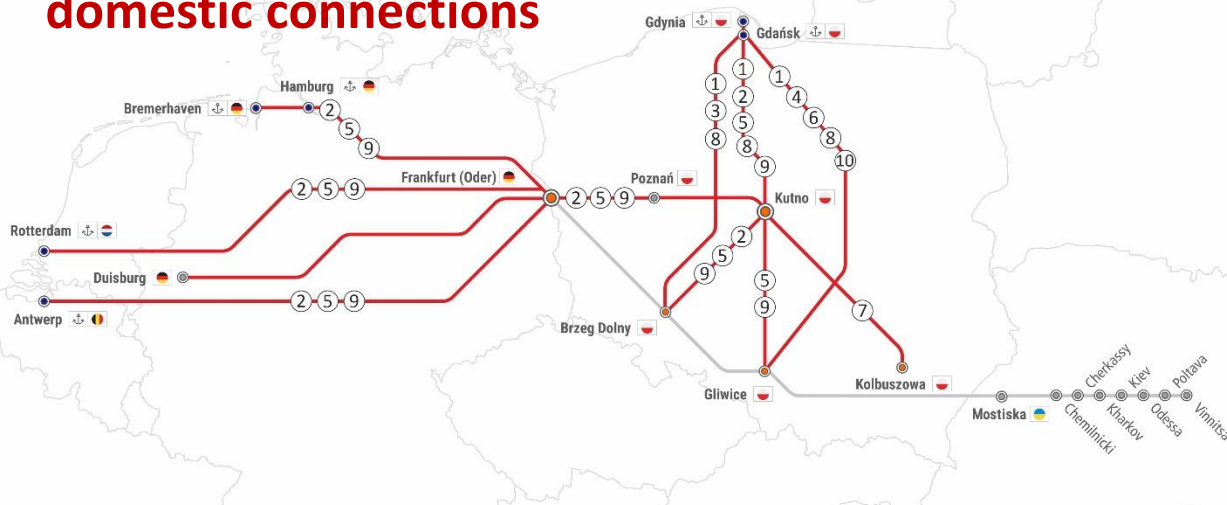 domestic connections
Gdynia
Gdańsk
1
3
8
1
2
5
8
9
1
4
6
8
10
Hamburg
Bremerhaven
2
5
9
Frankfurt (Oder)
2 5 9
2 5 9
Poznań
Kutno
Rotterdam
Duisburg
Antwerp
2 5 9
2
5
9
5
9
7
Brzeg Dolny
Gliwice
Kolbuszowa
Mostiska
Chemilnicki
Cherkassy
Kharkov
Kiev
Odessa
Poltava
Vinnitsa